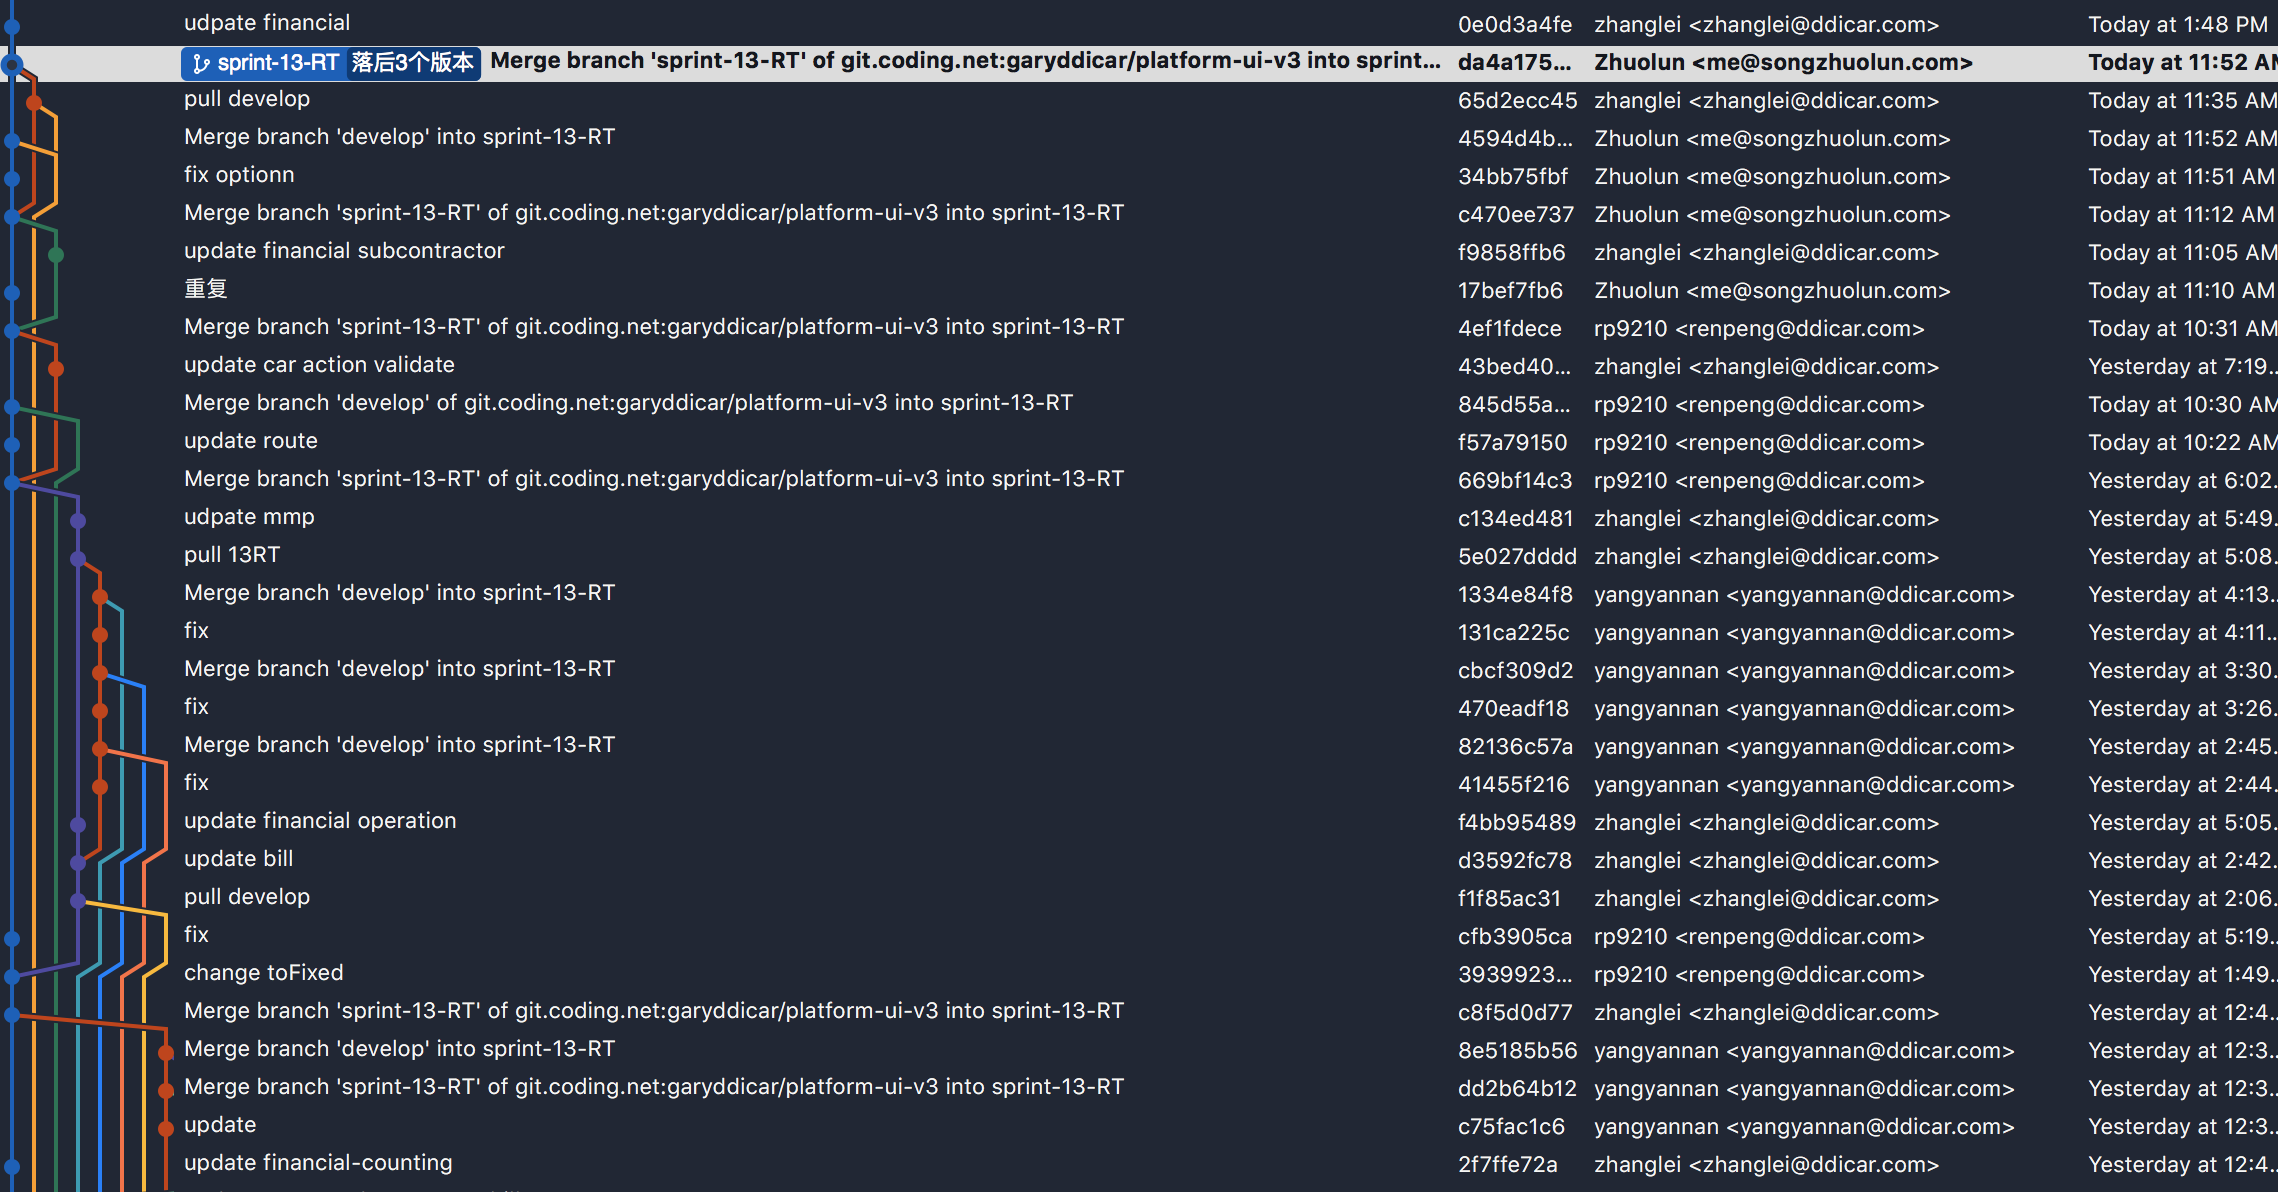 udpate financial 0e0d3a4fe zhanglei <zhanglei@ddicar.com> Today at 1:48 PM
sprint-13-RT 落后3个版本 Merge branch 'sprint-13-RT' of git.coding.net:garyddicar/platform-ui-v3 into sprint... da4a175... Zhuolun <me@songzhuolun.com> Today at 11:52 AM
pull develop 65d2ecc45 zhanglei <zhanglei@ddicar.com> Today at 11:35 AM
Merge branch 'develop' into sprint-13-RT 4594d4b... Zhuolun <me@songzhuolun.com> Today at 11:52 AM
fix optionn 34bb75fbf Zhuolun <me@songzhuolun.com> Today at 11:51 AM
Merge branch 'sprint-13-RT' of git.coding.net:garyddicar/platform-ui-v3 into sprint-13-RT c470ee737 Zhuolun <me@songzhuolun.com> Today at 11:12 AM
update financial subcontractor f9858ffb6 zhanglei <zhanglei@ddicar.com> Today at 11:05 AM
重复 17bef7fb6 Zhuolun <me@songzhuolun.com> Today at 11:10 AM
Merge branch 'sprint-13-RT' of git.coding.net:garyddicar/platform-ui-v3 into sprint-13-RT 4ef1fdece rp9210 <renpeng@ddicar.com> Today at 10:31 AM
update car action validate 43bed40... zhanglei <zhanglei@ddicar.com> Yesterday at 7:19...
Merge branch 'develop' of git.coding.net:garyddicar/platform-ui-v3 into sprint-13-RT 845d55a... rp9210 <renpeng@ddicar.com> Today at 10:30 AM
update route f57a79150 rp9210 <renpeng@ddicar.com> Today at 10:22 AM
Merge branch 'sprint-13-RT' of git.coding.net:garyddicar/platform-ui-v3 into sprint-13-RT 669bf14c3 rp9210 <renpeng@ddicar.com> Yesterday at 6:02...
udpate mmp c134ed481 zhanglei <zhanglei@ddicar.com> Yesterday at 5:49...
pull 13RT 5e027dddd zhanglei <zhanglei@ddicar.com> Yesterday at 5:08...
Merge branch 'develop' into sprint-13-RT 1334e84f8 yangyannan <yangyannan@ddicar.com> Yesterday at 4:13...
fix 131ca225c yangyannan <yangyannan@ddicar.com> Yesterday at 4:11...
Merge branch 'develop' into sprint-13-RT cbcf309d2 yangyannan <yangyannan@ddicar.com> Yesterday at 3:30...
fix 470eadf18 yangyannan <yangyannan@ddicar.com> Yesterday at 3:26...
Merge branch 'develop' into sprint-13-RT 82136c57a yangyannan <yangyannan@ddicar.com> Yesterday at 2:45...
fix 41455f216 yangyannan <yangyannan@ddicar.com> Yesterday at 2:44...
update financial operation f4bb95489 zhanglei <zhanglei@ddicar.com> Yesterday at 5:05...
update bill d3592fc78 zhanglei <zhanglei@ddicar.com> Yesterday at 2:42...
pull develop f1f85ac31 zhanglei <zhanglei@ddicar.com> Yesterday at 2:06...
fix cfb3905ca rp9210 <renpeng@ddicar.com> Yesterday at 5:19...
change toFixed 3939923... rp9210 <renpeng@ddicar.com> Yesterday at 1:49...
Merge branch 'sprint-13-RT' of git.coding.net:garyddicar/platform-ui-v3 into sprint-13-RT c8f5d0d77 zhanglei <zhanglei@ddicar.com> Yesterday at 12:4...
Merge branch 'develop' into sprint-13-RT 8e5185b56 yangyannan <yangyannan@ddicar.com> Yesterday at 12:3...
Merge branch 'sprint-13-RT' of git.coding.net:garyddicar/platform-ui-v3 into sprint-13-RT dd2b64b12 yangyannan <yangyannan@ddicar.com> Yesterday at 12:3...
update c75fac1c6 yangyannan <yangyannan@ddicar.com> Yesterday at 12:3...
update financial-counting 2f7ffe72a zhanglei <zhanglei@ddicar.com> Yesterday at 12:4...